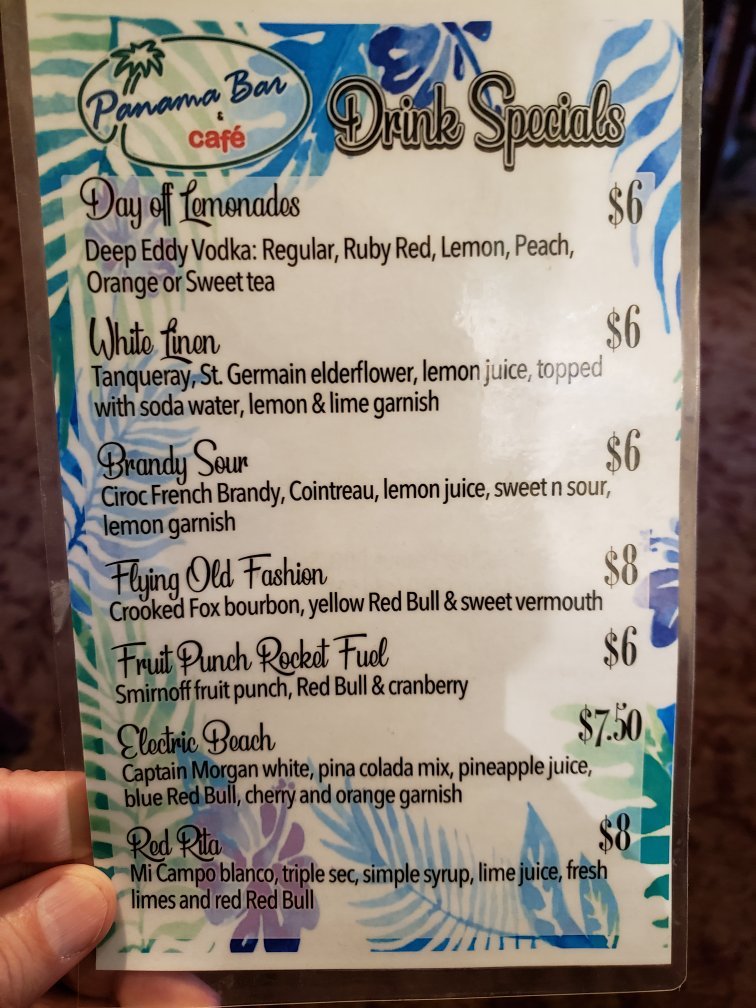 Panama Bar
&
café
Drink Specials
Day off Lemonades $6
Deep Eddy Vodka: Regular, Ruby Red, Lemon, Peach,
Orange or Sweet tea
White Linen $6
Tanqueray, St. Germain elderflower, lemon juice, topped
with soda water, lemon & lime garnish
Brandy Sour $6
Ciroc French Brandy, Cointreau, lemon juice, sweet n sour,
lemon garnish
Flying Old Fashion $8
Crooked Fox bourbon, yellow Red Bull & sweet vermouth
Fruit Punch Rocket Fuel $6
Smirnoff fruit punch, Red Bull & cranberry
Electric Beach $7.50
Captain Morgan white, pina colada mix, pineapple juice,
blue Red Bull, cherry and orange garnish
Red Rita $8
Mi Campo blanco, triple sec, simple syrup, lime juice, fresh
limes and red Red Bull